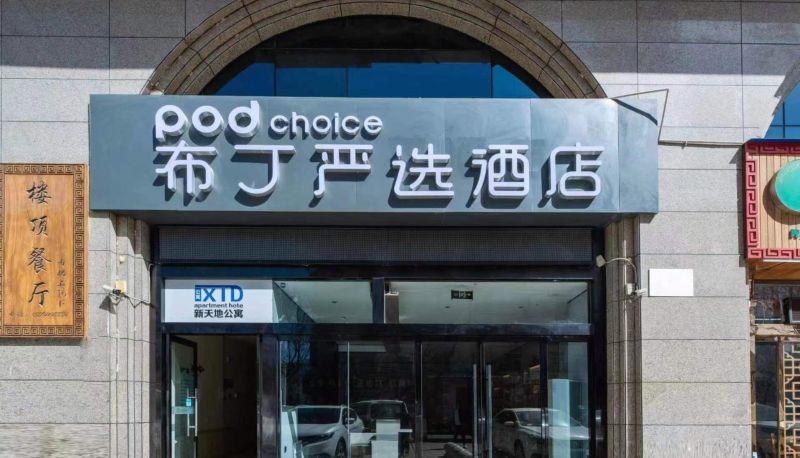 pod choice
布丁严选酒店
楼顶餐厅
XTD
apartment hote
新天地公寓